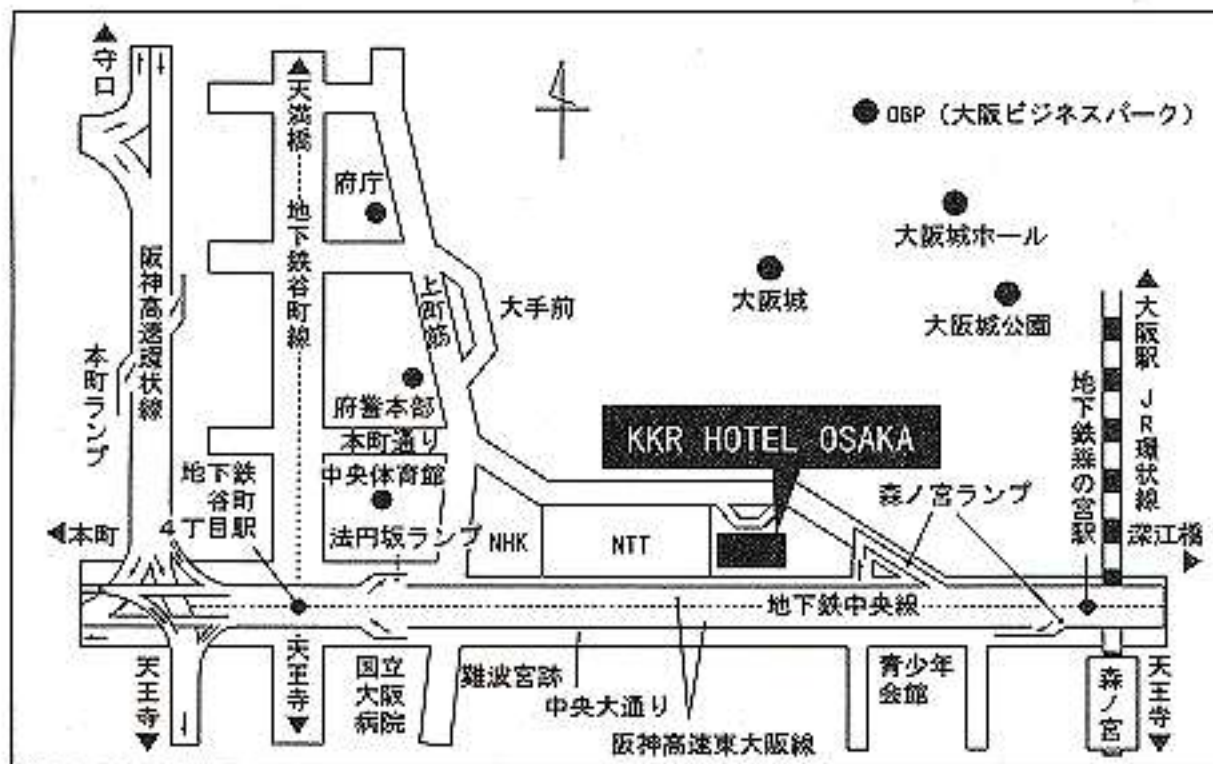 守口
天満橋
地下鉄谷町線
阪神高速環状線
本町ランプ
府庁
上町筋
大手前
OBP（大阪ビジネスパーク）
大阪城ホール
大阪城
大阪城公園
大阪駅
JR環状線
地下鉄森の宮駅
府警本部
本町通り
中央体育館
法円坂ランプ
地下鉄
谷町
4丁目駅
本町
KKR HOTEL OSAKA
森ノ宮ランプ
深江橋
NHK
NTT
地下鉄中央線
天王寺
天王寺
国立
大阪
病院
難波宮跡
中央大通り
阪神高速東大阪線
青少年
会館
森ノ宮
天王寺